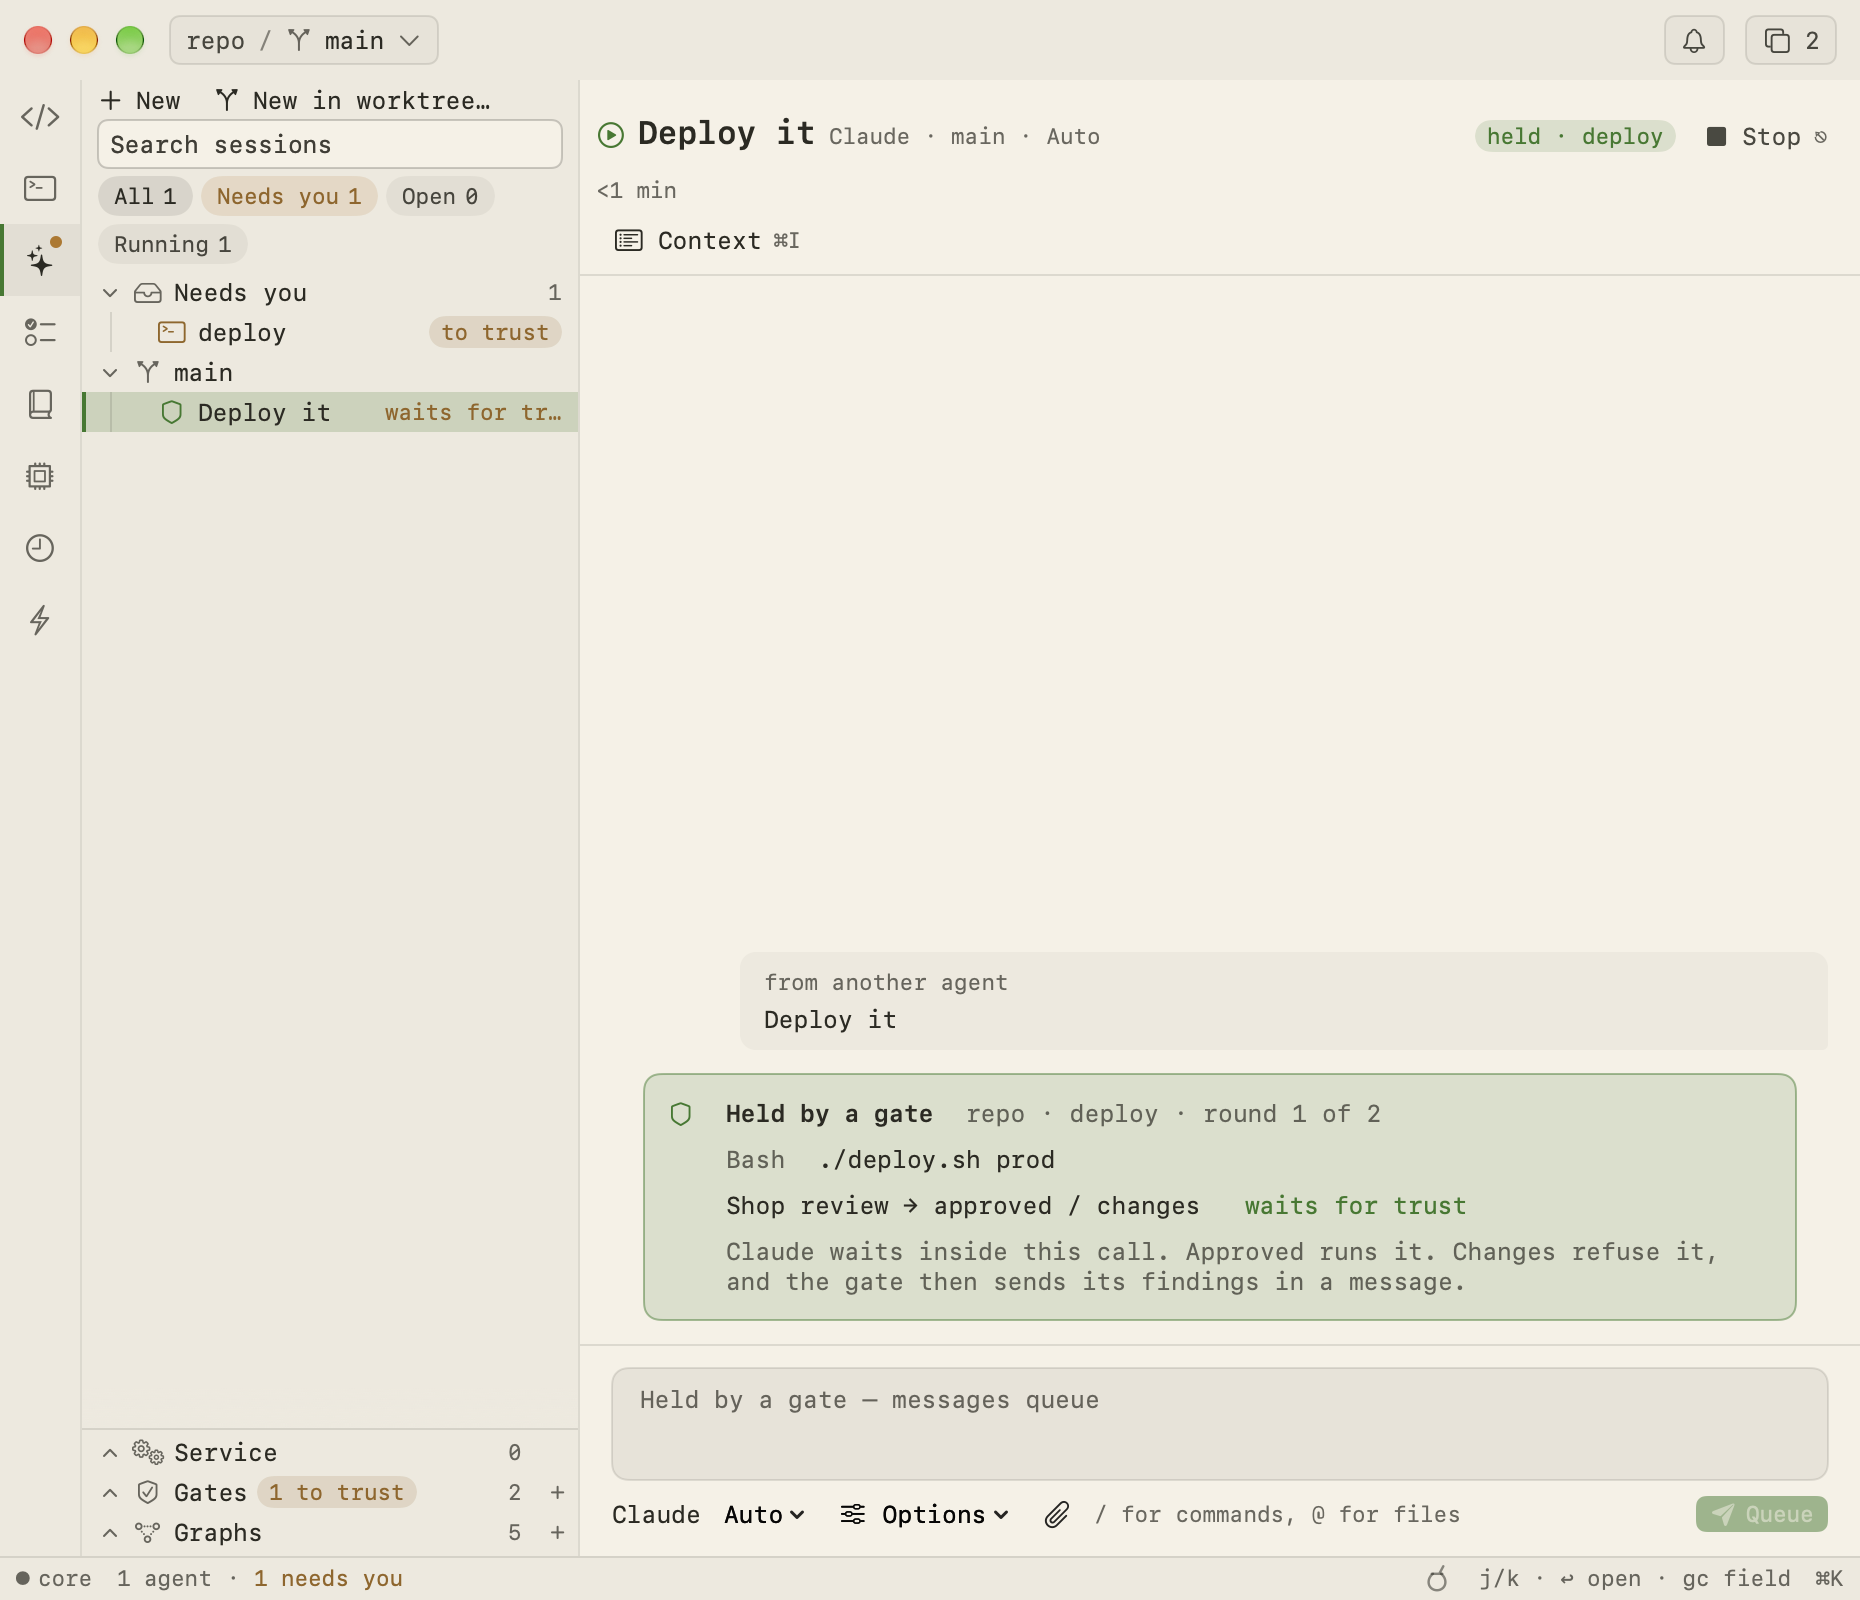 repo / main
2
New New in worktree…
Search sessions
All 1 Needs you 1 Open 0
Running 1
Needs you 1
deploy to trust
main
Deploy it waits for tr…
Service 0
Gates 1 to trust 2 +
Graphs 5 +
Deploy it Claude · main · Auto held · deploy Stop
<1 min
Context ⌘I
from another agent
Deploy it
Held by a gate repo · deploy · round 1 of 2
Bash ./deploy.sh prod
Shop review → approved / changes waits for trust
Claude waits inside this call. Approved runs it. Changes refuse it,
and the gate then sends its findings in a message.
Held by a gate — messages queue
Claude Auto Options / for commands, @ for files Queue
core 1 agent · 1 needs you j/k · ↩ open · gc field ⌘K